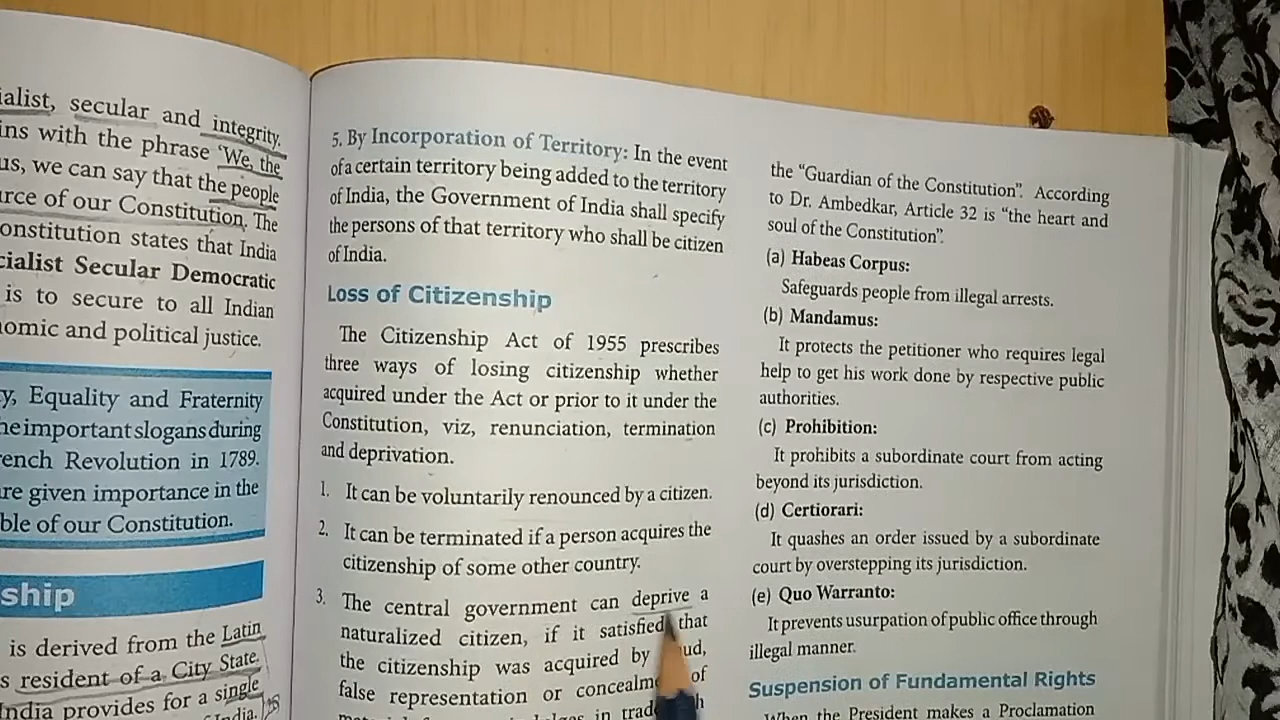 ialist, secular and integrity.
ins with the phrase 'We, the
us, we can say that the people
rce of our Constitution. The
onstitution states that India
cialist Secular Democratic
is to secure to all Indian
nomic and political justice.
y, Equality and Fraternity
he important slogans during
ench Revolution in 1789.
re given importance in the
ble of our Constitution.
ship
is derived from the Latin
s resident of a City State.
India provides for a single
India.
5. By Incorporation of Territory: In the event
of a certain territory being added to the territory
of India, the Government of India shall specify
the persons of that territory who shall be citizen
of India.
Loss of Citizenship
The Citizenship Act of 1955 prescribes
three ways of losing citizenship whether
acquired under the Act or prior to it under the
Constitution, viz, renunciation, termination
and deprivation.
1. It can be voluntarily renounced by a citizen.
2. It can be terminated if a person acquires the
citizenship of some other country.
3. The central government can deprive a
naturalized citizen, if it satisfied that
the citizenship was acquired by ud,
false representation or concealme of
in trad h
the "Guardian of the Constitution". According
to Dr. Ambedkar, Article 32 is "the heart and
soul of the Constitution".
(a) Habeas Corpus:
Safeguards people from illegal arrests.
(b) Mandamus:
It protects the petitioner who requires legal
help to get his work done by respective public
authorities.
(c) Prohibition:
It prohibits a subordinate court from acting
beyond its jurisdiction.
(d) Certiorari:
It quashes an order issued by a subordinate
court by overstepping its jurisdiction.
(e) Quo Warranto:
It prevents usurpation of public office through
illegal manner.
Suspension of Fundamental Rights
When the President makes a Proclamation